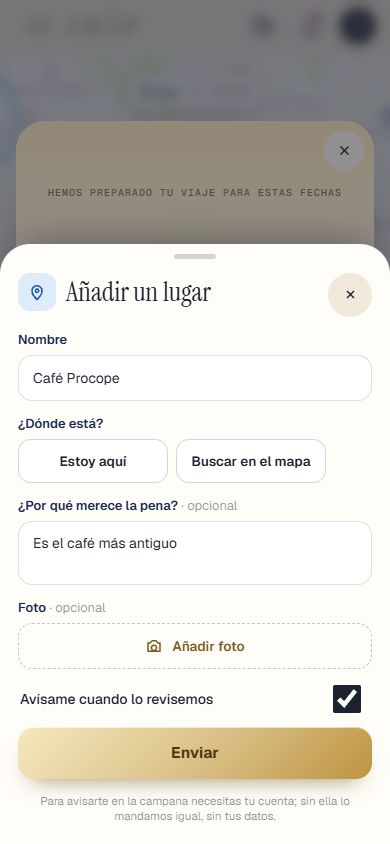 HEMOS PREPARADO TU VIAJE PARA ESTAS FECHAS
Añadir un lugar
Nombre
Café Procope
¿Dónde está?
Estoy aquí
Buscar en el mapa
¿Por qué merece la pena? · opcional
Es el café más antiguo
Foto · opcional
Añadir foto
Avísame cuando lo revisemos
Enviar
Para avisarte en la campana necesitas tu cuenta; sin ella lo
mandamos igual, sin tus datos.